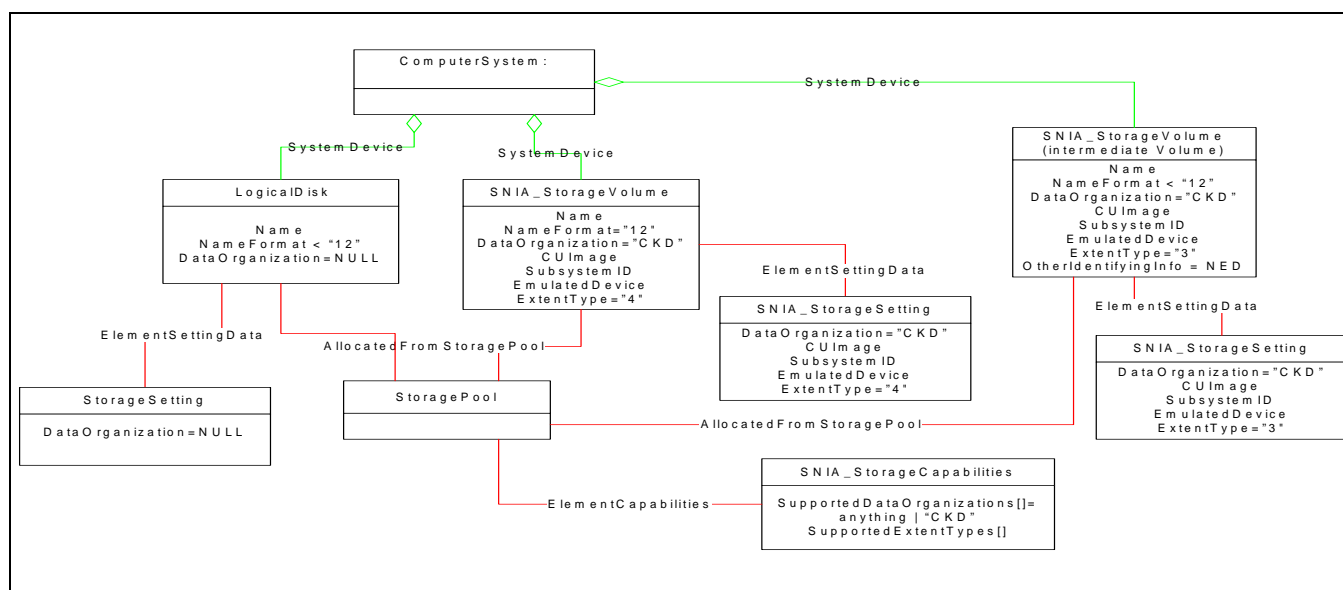 ComputerSystem:
SystemDevice
SystemDevice
SystemDevice
LogicalDisk
Name
NameFormat < “12”
DataOrganization=NULL
SNIA_StorageVolume
Name
NameFormat="12"
DataOrganization="CKD"
CUImage
SubsystemID
EmulatedDevice
ExtentType="4"
SNIA_StorageVolume
(intermediate Volume)
Name
NameFormat < “12”
DataOrganization="CKD"
CUImage
SubsystemID
EmulatedDevice
ExtentType="3"
OtherIdentifyingInfo = NED
ElementSettingData
ElementSettingData
ElementSettingData
AllocatedFromStoragePool
SNIA_StorageSetting
DataOrganization="CKD"
CUImage
SubsystemID
EmulatedDevice
ExtentType="4"
SNIA_StorageSetting
DataOrganization="CKD"
CUImage
SubsystemID
EmulatedDevice
ExtentType="3"
StorageSetting
DataOrganization=NULL
StoragePool
AllocatedFromStoragePool
ElementCapabilities
SNIA_StorageCapabilities
SupportedDataOrganizations[]=
anything | “CKD”
SupportedExtentTypes[]